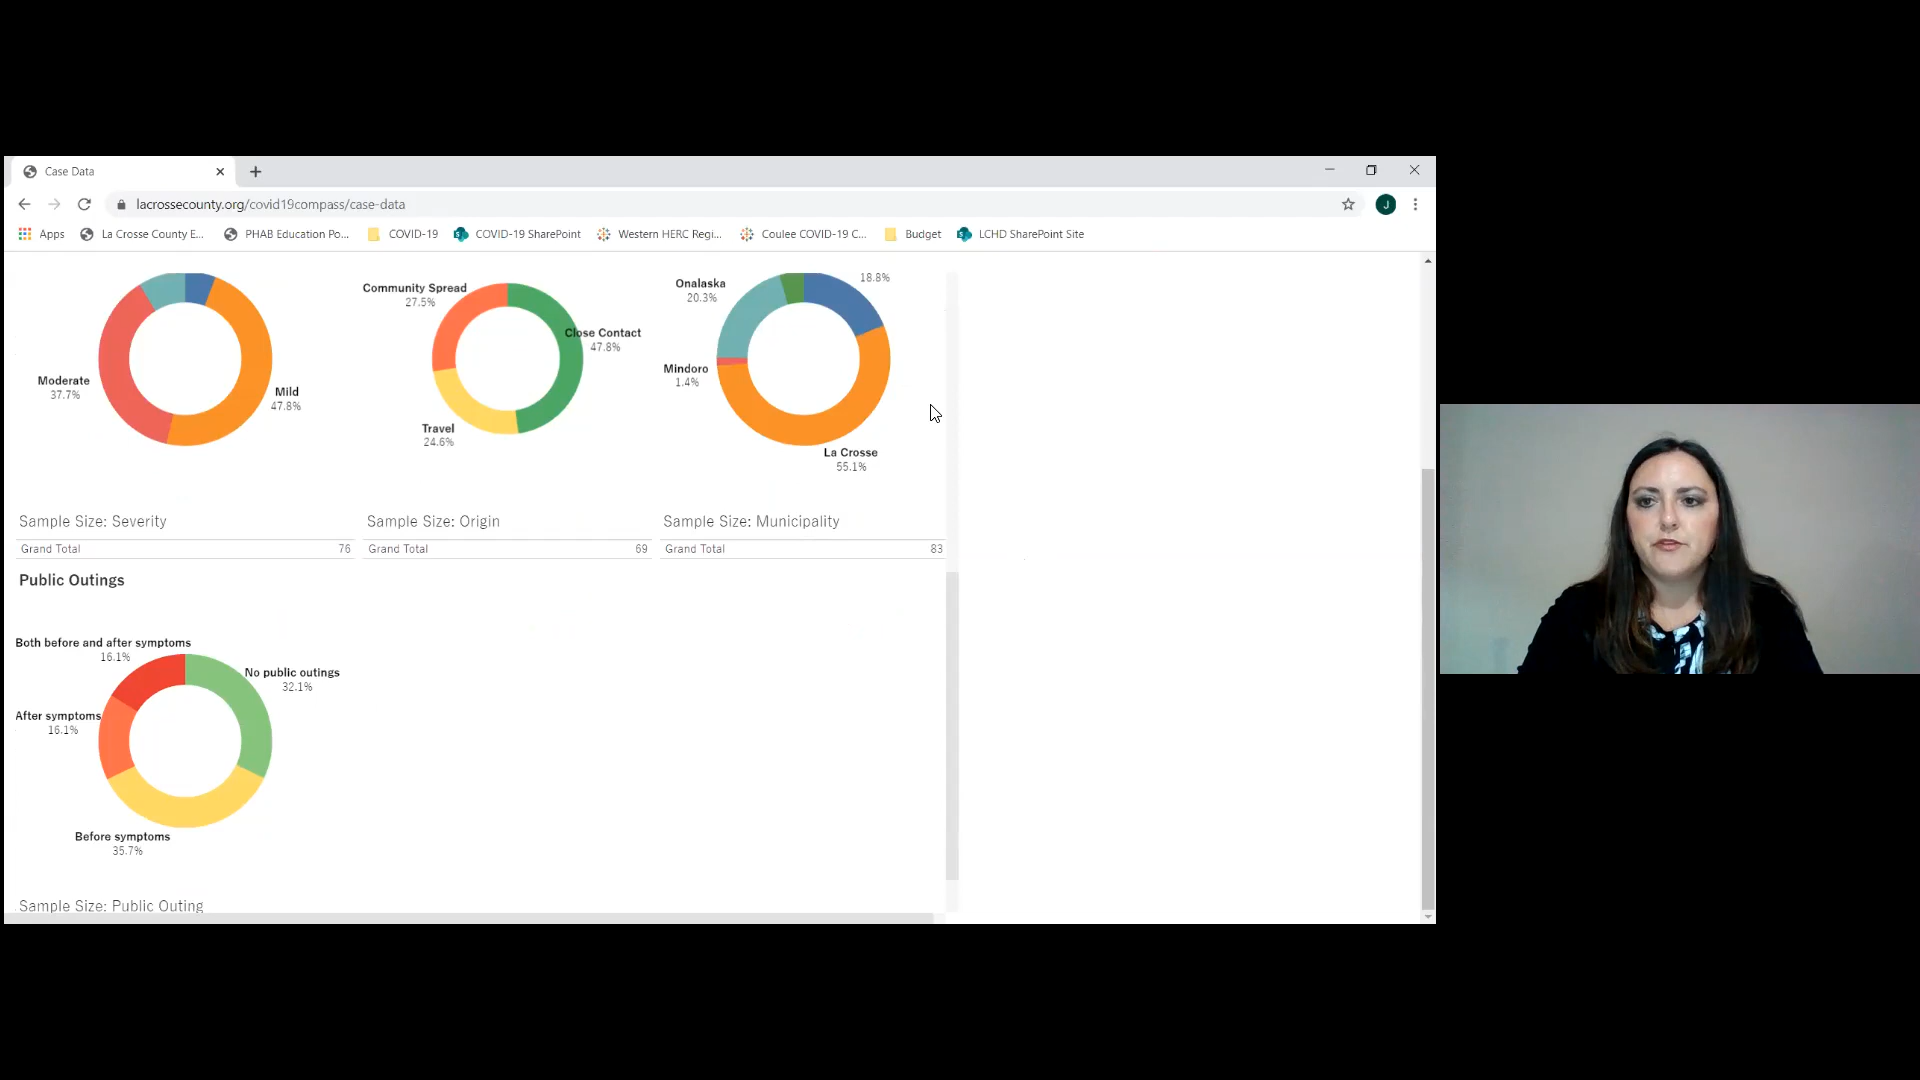 Case Data
lacrossecounty.org/covid19compass/case-data
J
Apps
La Crosse County E...
PHAB Education Po...
COVID-19
COVID-19 SharePoint
Western HERC Regi...
Coulee COVID-19 C...
Budget
LCHD SharePoint Site
Moderate
37.7%
Mild
47.8%
Community Spread
27.5%
Close Contact
47.8%
Travel
24.6%
Onalaska
20.3%
18.8%
Mindoro
1.4%
La Crosse
55.1%
Sample Size: Severity
Grand Total 76
Sample Size: Origin
Grand Total 69
Sample Size: Municipality
Grand Total 83
Public Outings
Both before and after symptoms
16.1%
No public outings
32.1%
After symptoms
16.1%
Before symptoms
35.7%
Sample Size: Public Outing